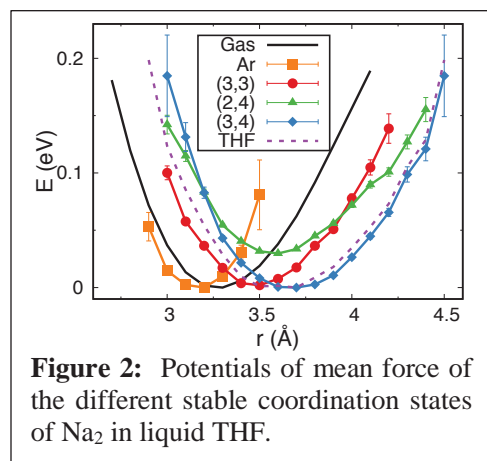 0.2
0.1
0
E (eV)
Gas
Ar
(3,3)
(2,4)
(3,4)
THF
3
3.5
4
4.5
r (Å)
Figure 2: Potentials of mean force of
the different stable coordination states
of Na₂ in liquid THF.